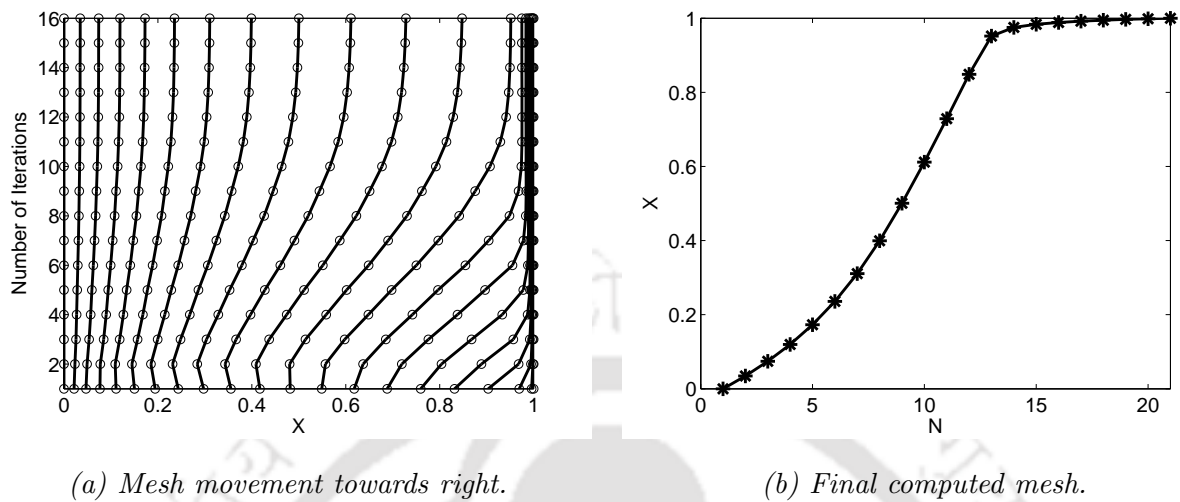 16
14
12
10
8
6
4
2
Number of Iterations
0 0.2 0.4 0.6 0.8 1
X
1
0.8
0.6
0.4
0.2
0
X
0 5 10 15 20
N
(a) Mesh movement towards right.
(b) Final computed mesh.